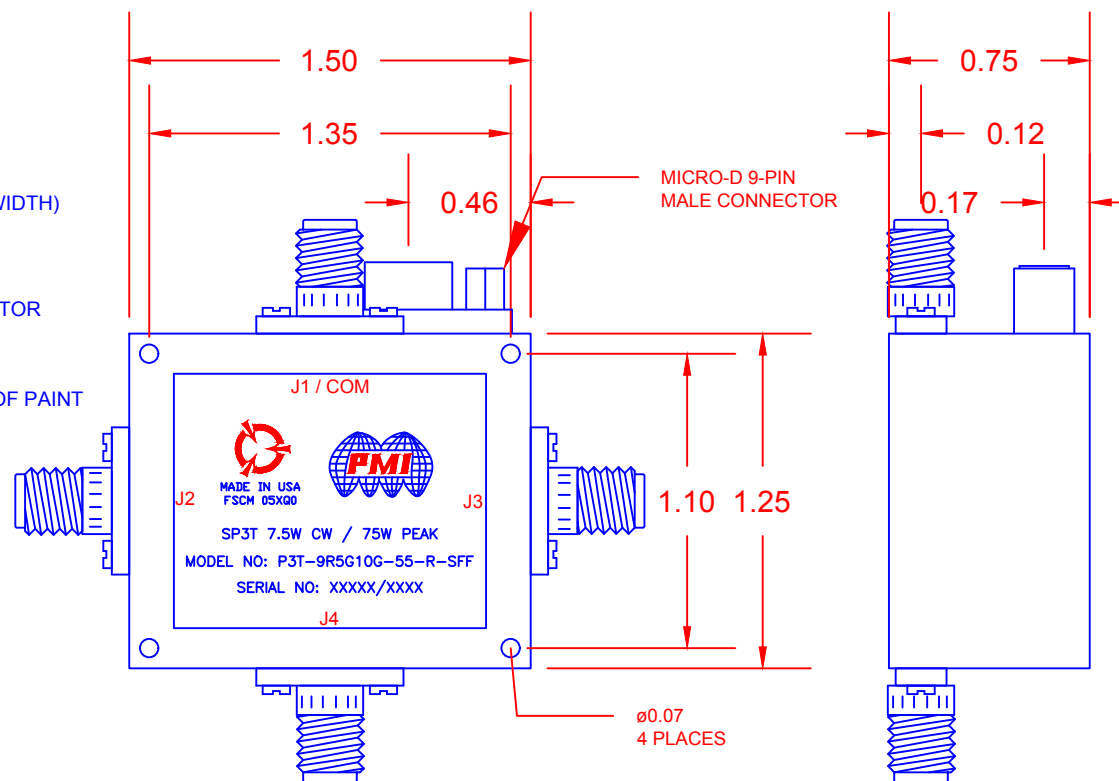 1.50
0.75
1.35
0.12
WIDTH)
0.46
MICRO-D 9-PIN
MALE CONNECTOR
0.17
TOR
OF PAINT
J1 / COM
PMI
MADE IN USA
FSCM 05XQ0
J2
J3
1.10 1.25
SP3T 7.5W CW / 75W PEAK
MODEL NO: P3T-9R5G10G-55-R-SFF
SERIAL NO: XXXXX/XXXX
J4
ø0.07
4 PLACES